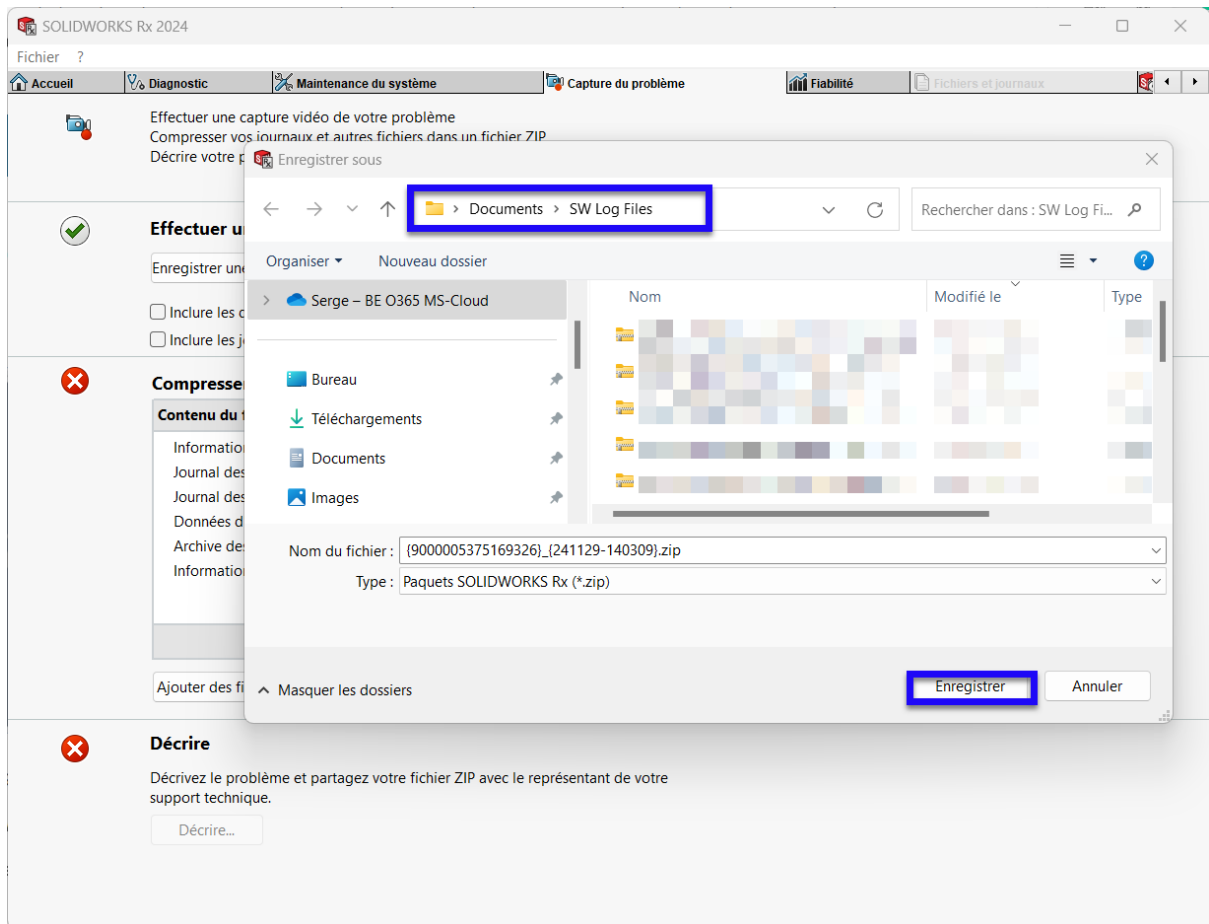 SOLIDWORKS Rx 2024
Fichier ?
Accueil Diagnostic Maintenance du système Capture du problème Fiabilité Fichiers et journaux
Effectuer une capture vidéo de votre problème
Compresser vos journaux et autres fichiers dans un fichier ZIP
Décrire votre
Enregistrer sous
Documents > SW Log Files
Rechercher dans : SW Log Fi...
Organiser Nouveau dossier
Serge – BE O365 MS-Cloud
Bureau
Téléchargements
Documents
Images
Nom Modifié le Type
Nom du fichier : {9000005375169326}_{241129-140309}.zip
Type : Paquets SOLIDWORKS Rx (*.zip)
Masquer les dossiers
Enregistrer Annuler
Effectuer
Enregistrer
Inclure les
Inclure les
Compresse
Contenu du
Information
Journal des
Journal des
Données d
Archive de
Informatio
Ajouter des fi
Décrire
Décrivez le problème et partagez votre fichier ZIP avec le représentant de votre
support technique.
Décrire...